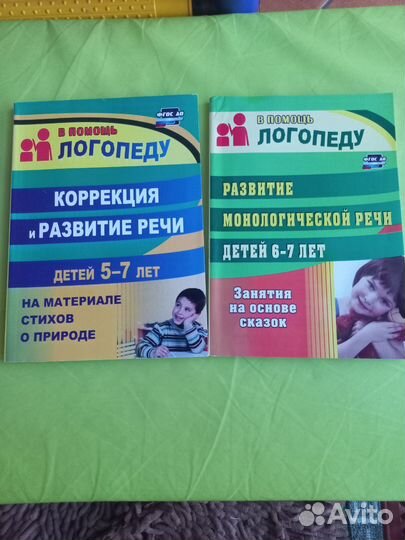 ФГОС ДО
В ПОМОЩЬ
ЛОГОПЕДУ
КОРРЕКЦИЯ
и РАЗВИТИЕ РЕЧИ
ДЕТЕЙ 5–7 ЛЕТ
НА МАТЕРИАЛЕ
СТИХОВ
О ПРИРОДЕ
В ПОМОЩЬ
ЛОГОПЕДУ
ФГОС ДО
РАЗВИТИЕ
МОНОЛОГИЧЕСКОЙ РЕЧИ
ДЕТЕЙ 6–7 ЛЕТ
Занятия
на основе
сказок
Avito